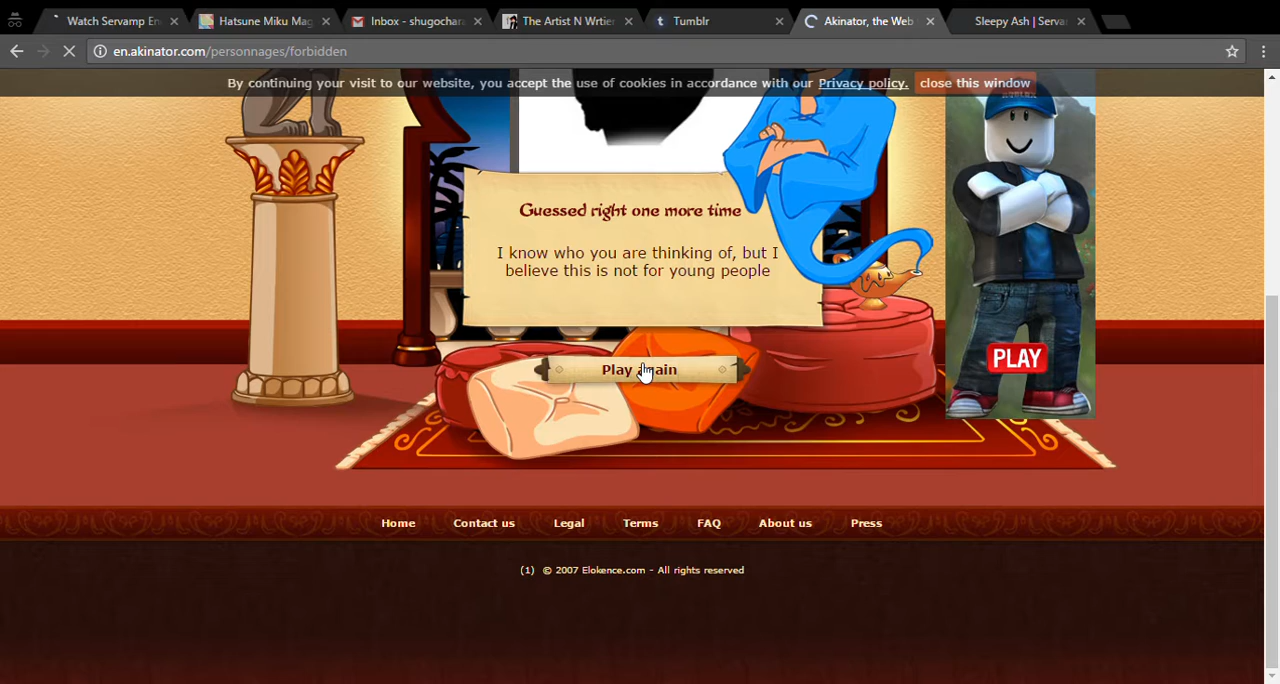 Watch Servamp En
Hatsune Miku Mag
Inbox - shugochara
The Artist N Wrtier
Tumblr
Akinator, the Web
Sleepy Ash | Serva
en.akinator.com/personnages/forbidden
By continuing your visit to our website, you accept the use of cookies in accordance with our Privacy policy. close this window
ROBLOX
Guessed right one more time
I know who you are thinking of, but I
believe this is not for young people
PLAY
Play again
Home Contact us Legal Terms FAQ About us Press
(1) © 2007 Elokence.com - All rights reserved